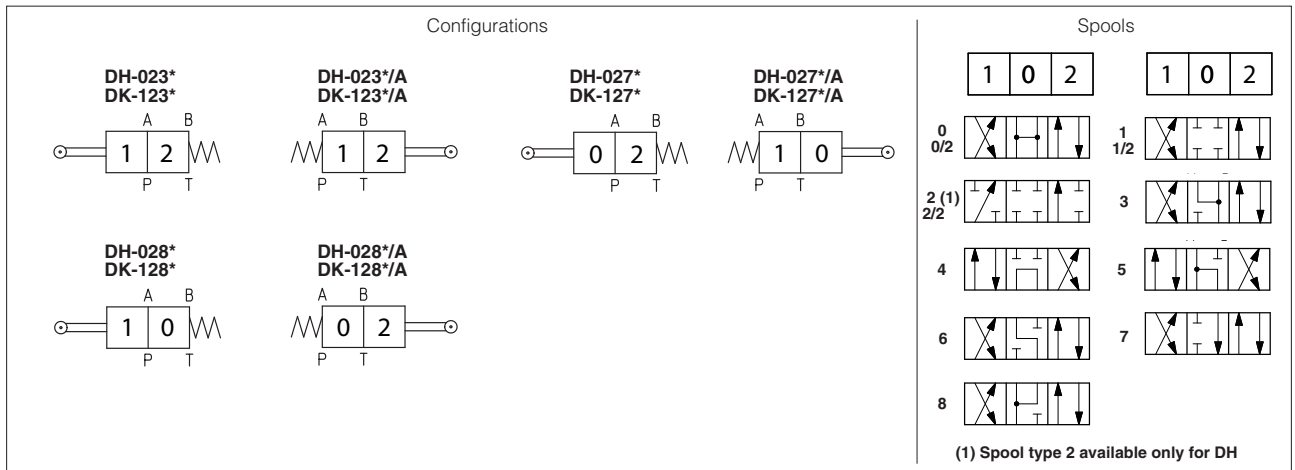 Configurations
Spools
DH-023*
DK-123*
A B
1 2
P T
DH-023*/A
DK-123*/A
A B
1 2
P T
DH-027*
DK-127*
A B
0 2
P T
DH-027*/A
DK-127*/A
A B
1 0
P T
DH-028*
DK-128*
A B
1 0
P T
DH-028*/A
DK-128*/A
A B
0 2
P T
1 0 2
1 0 2
0
0/2
1
1/2
2 (1)
2/2
3
4
5
6
7
8
(1) Spool type 2 available only for DH